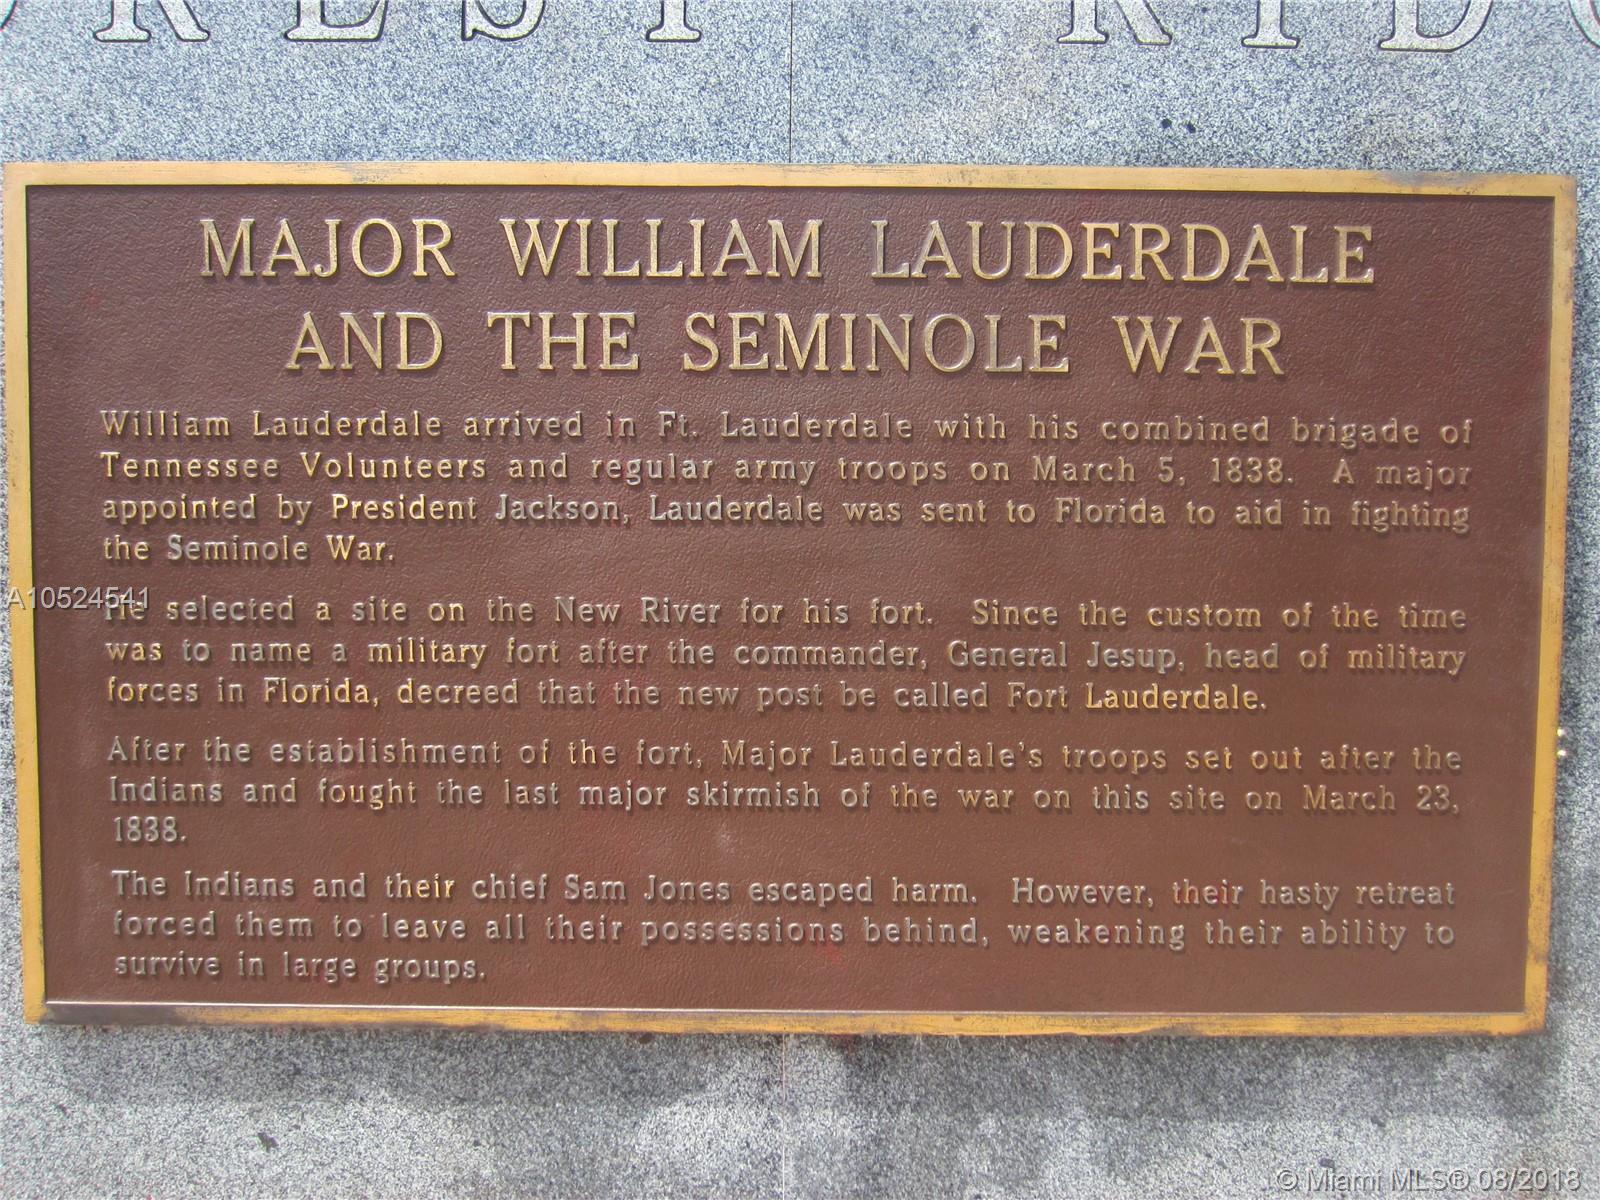 REST RIDG
MAJOR WILLIAM LAUDERDALE
AND THE SEMINOLE WAR
William Lauderdale arrived in Ft. Lauderdale with his combined brigade of
Tennessee Volunteers and regular army troops on March 5, 1838. A major
appointed by President Jackson, Lauderdale was sent to Florida to aid in fighting
the Seminole War.
A10524541
He selected a site on the New River for his fort. Since the custom of the time
was to name a military fort after the commander, General Jesup, head of military
forces in Florida, decreed that the new post be called Fort Lauderdale.
After the establishment of the fort, Major Lauderdale's troops set out after the
Indians and fought the last major skirmish of the war on this site on March 23,
1838.
The Indians and their chief Sam Jones escaped harm. However, their hasty retreat
forced them to leave all their possessions behind, weakening their ability to
survive in large groups.
© Miami MLS® 08/2018